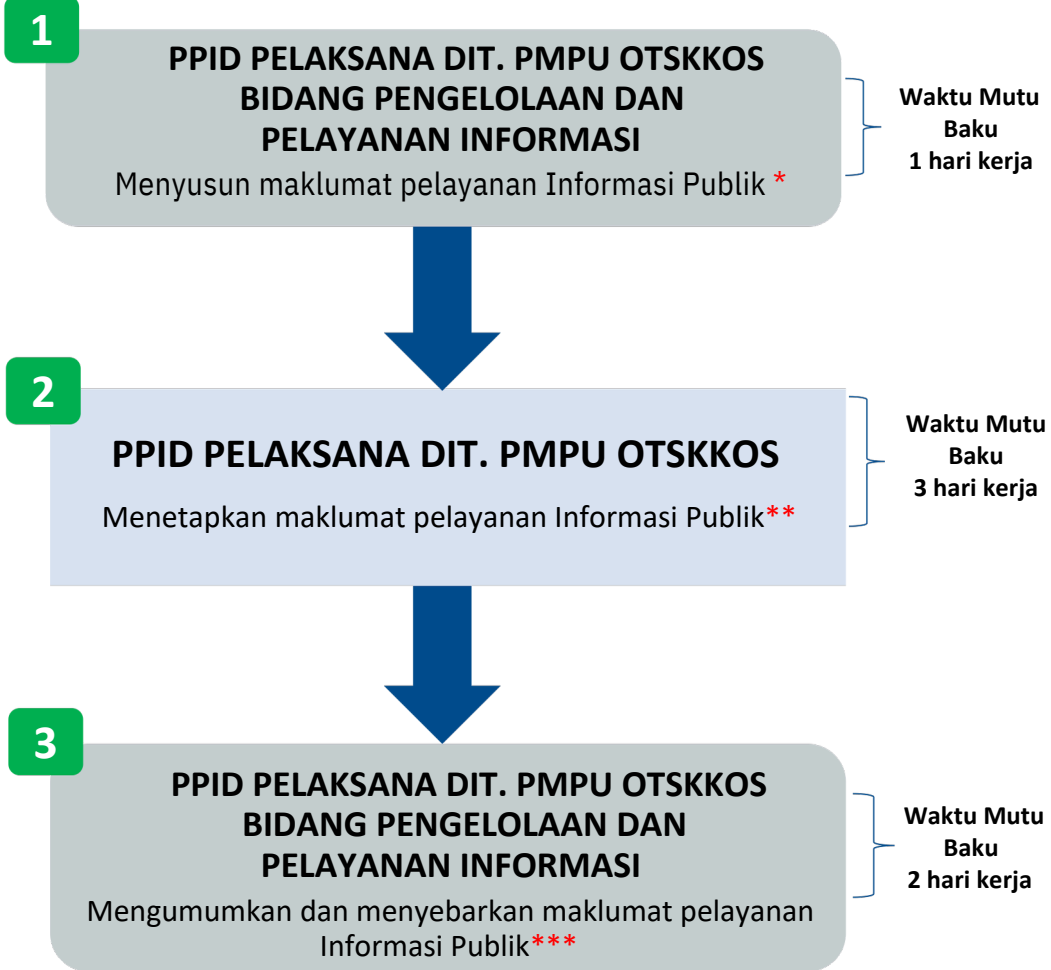 1
PPID PELAKSANA DIT. PMPU OTSKKOS
BIDANG PENGELOLAAN DAN
PELAYANAN INFORMASI
Menyusun maklumat pelayanan Informasi Publik *
Waktu Mutu
Baku
1 hari kerja
2
PPID PELAKSANA DIT. PMPU OTSKKOS
Menetapkan maklumat pelayanan Informasi Publik**
Waktu Mutu
Baku
3 hari kerja
3
PPID PELAKSANA DIT. PMPU OTSKKOS
BIDANG PENGELOLAAN DAN
PELAYANAN INFORMASI
Mengumumkan dan menyebarkan maklumat pelayanan
Informasi Publik***
Waktu Mutu
Baku
2 hari kerja